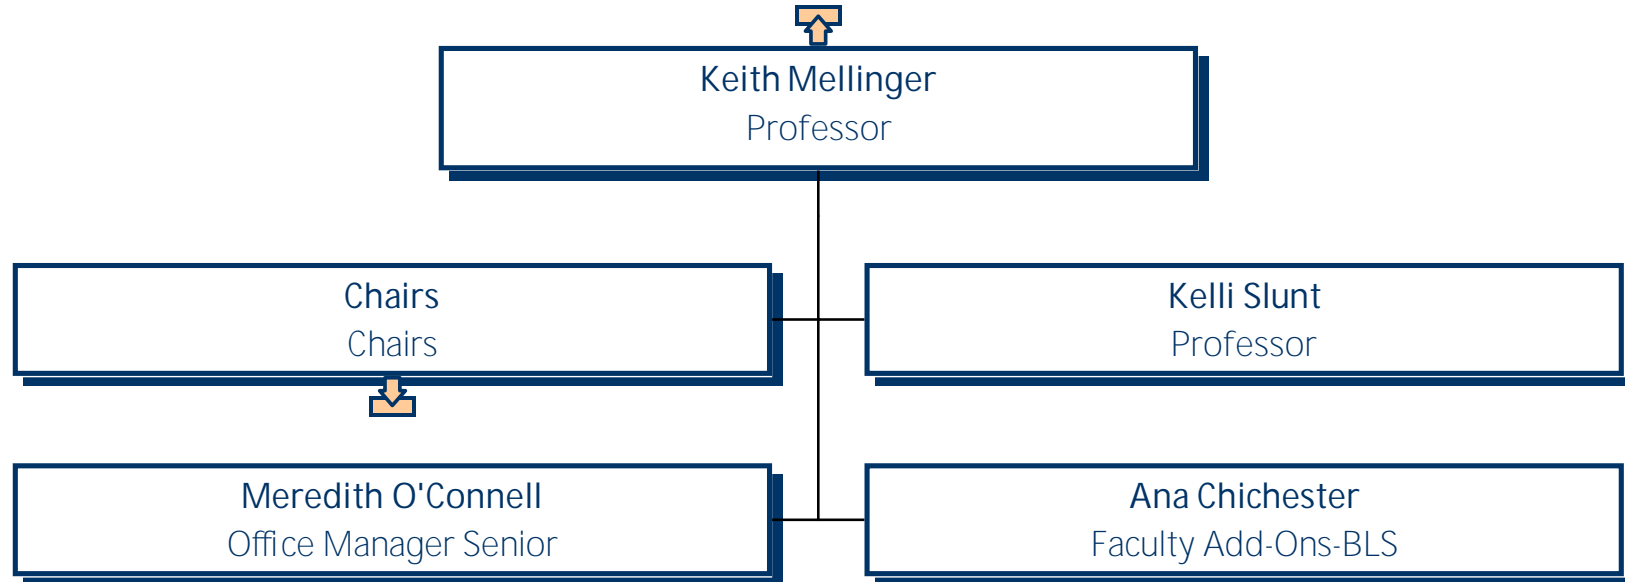 Keith Mellinger
Professor
Chairs
Chairs
Kelli Slunt
Professor
Meredith O'Connell
Office Manager Senior
Ana Chichester
Faculty Add-Ons-BLS